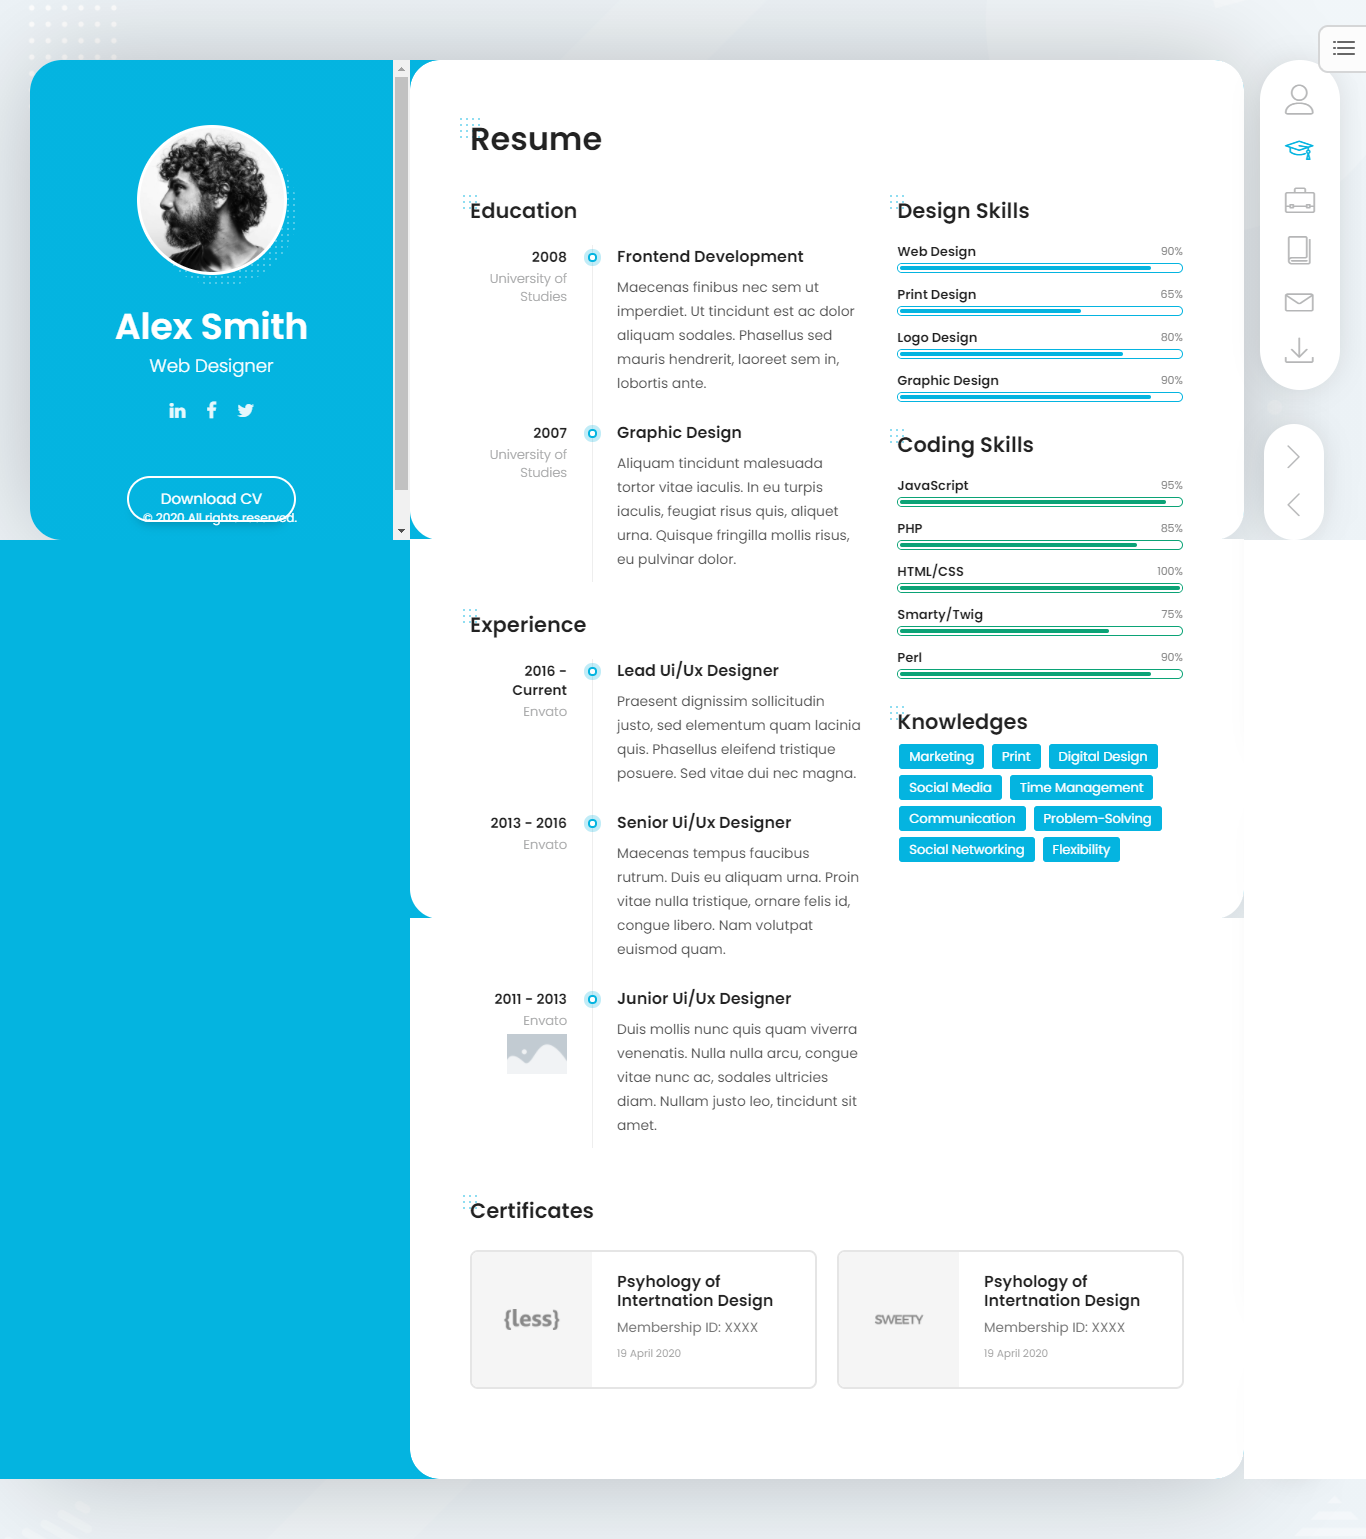 Alex Smith
Web Designer
Download CV
© 2020 All rights reserved.
Resume
Education
2008
University of
Studies
Frontend Development
Maecenas finibus nec sem ut
imperdiet. Ut tincidunt est ac dolor
aliquam sodales. Phasellus sed
mauris hendrerit, laoreet sem in,
lobortis ante.
2007
University of
Studies
Graphic Design
Aliquam tincidunt malesuada
tortor vitae iaculis. In eu turpis
iaculis, feugiat risus quis, aliquet
urna. Quisque fringilla mollis risus,
eu pulvinar dolor.
Experience
2016 -
Current
Envato
Lead Ui/Ux Designer
Praesent dignissim sollicitudin
justo, sed elementum quam lacinia
quis. Phasellus eleifend tristique
posuere. Sed vitae dui nec magna.
2013 - 2016
Envato
Senior Ui/Ux Designer
Maecenas tempus faucibus
rutrum. Duis eu aliquam urna. Proin
vitae nulla tristique, ornare felis id,
congue libero. Nam volutpat
euismod quam.
2011 - 2013
Envato
Junior Ui/Ux Designer
Duis mollis nunc quis quam viverra
venenatis. Nulla nulla arcu, congue
vitae nunc ac, sodales ultricies
diam. Nullam justo leo, tincidunt sit
amet.
Design Skills
Web Design 90%
Print Design 65%
Logo Design 80%
Graphic Design 90%
Coding Skills
JavaScript 95%
PHP 85%
HTML/CSS 100%
Smarty/Twig 75%
Perl 90%
Knowledges
Marketing Print Digital Design
Social Media Time Management
Communication Problem-Solving
Social Networking Flexibility
Certificates
{less}
Psyhology of
Intertnation Design
Membership ID: XXXX
19 April 2020
SWEETY
Psyhology of
Intertnation Design
Membership ID: XXXX
19 April 2020